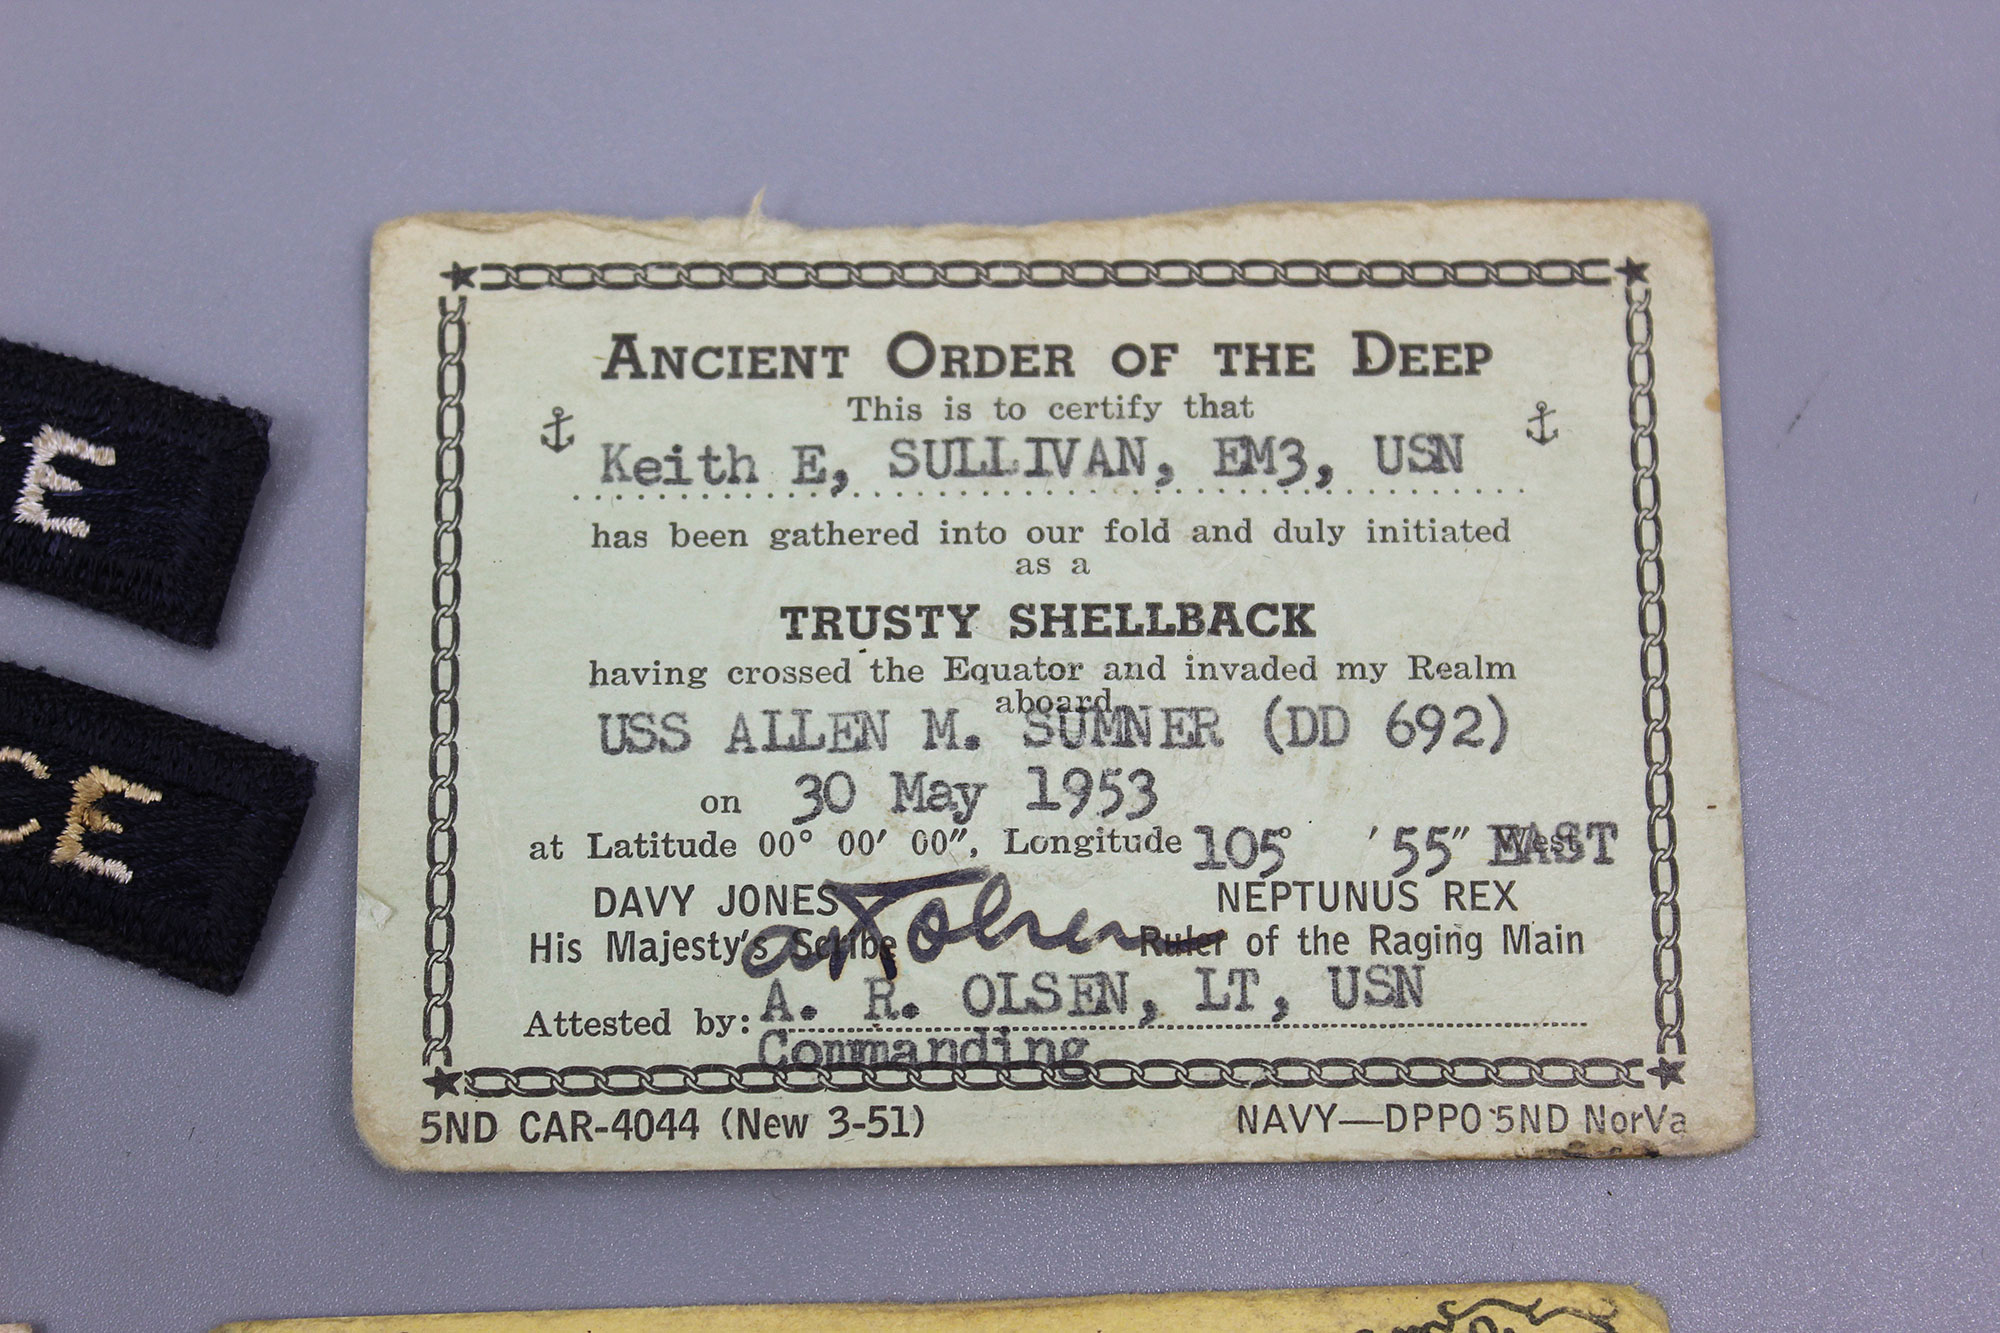 E
CE
ANCIENT ORDER OF THE DEEP
This is to certify that
Keith E, SULLIVAN, EM3, USN
has been gathered into our fold and duly initiated
as a
TRUSTY SHELLBACK
having crossed the Equator and invaded my Realm
aboard
USS ALLEN M. SUMNER (DD 692)
on 30 May 1953
at Latitude 00° 00' 00", Longitude 105° '55" EAST
DAVY JONES NEPTUNUS REX
His Majesty's Scribe Ruler of the Raging Main
A. R. OLSEN, LT, USN
Attested by:
Commanding
5ND CAR-4044 (New 3-51) NAVY—DPPO 5ND NorVa